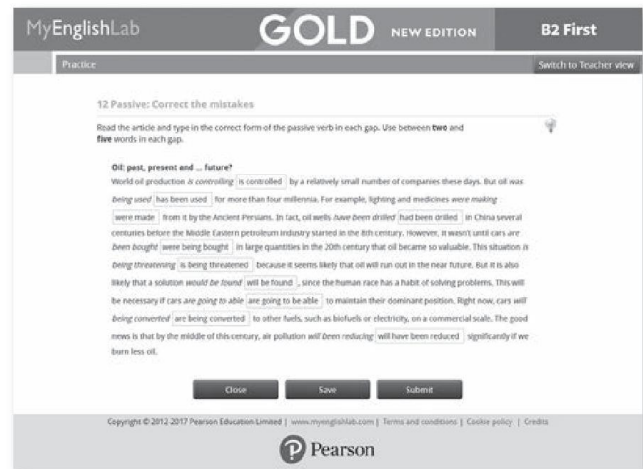 MyEnglishLab GOLD NEW EDITION B2 First
Practice Switch to Teacher view
12 Passive: Correct the mistakes
Read the article and type in the correct form of the passive verb in each gap. Use between two and
five words in each gap.
Oil: past, present and ... future?
World oil production is controlling is controlled by a relatively small number of companies these days. But oil was
being used has been used for more than four millennia. For example, lighting and medicines were making
were made from it by the Ancient Persians. In fact, oil wells have been drilled had been drilled in China several
centuries before the Middle Eastern petroleum industry started in the 8th century. However, it wasn't until cars are
been bought were being bought in large quantities in the 20th century that oil became so valuable. This situation is
being threatening is being threatened because it seems likely that oil will run out in the near future. But it is also
likely that a solution would be found will be found , since the human race has a habit of solving problems. This will
be necessary if cars are going to able are going to be able to maintain their dominant position. Right now, cars will
being converted are being converted to other fuels, such as biofuels or electricity, on a commercial scale. The good
news is that by the middle of this century, air pollution will been reducing will have been reduced significantly if we
burn less oil.
Close Save Submit
Copyright © 2012-2017 Pearson Education Limited | www.myenglishlab.com | Terms and conditions | Cookie policy | Credits
Pearson